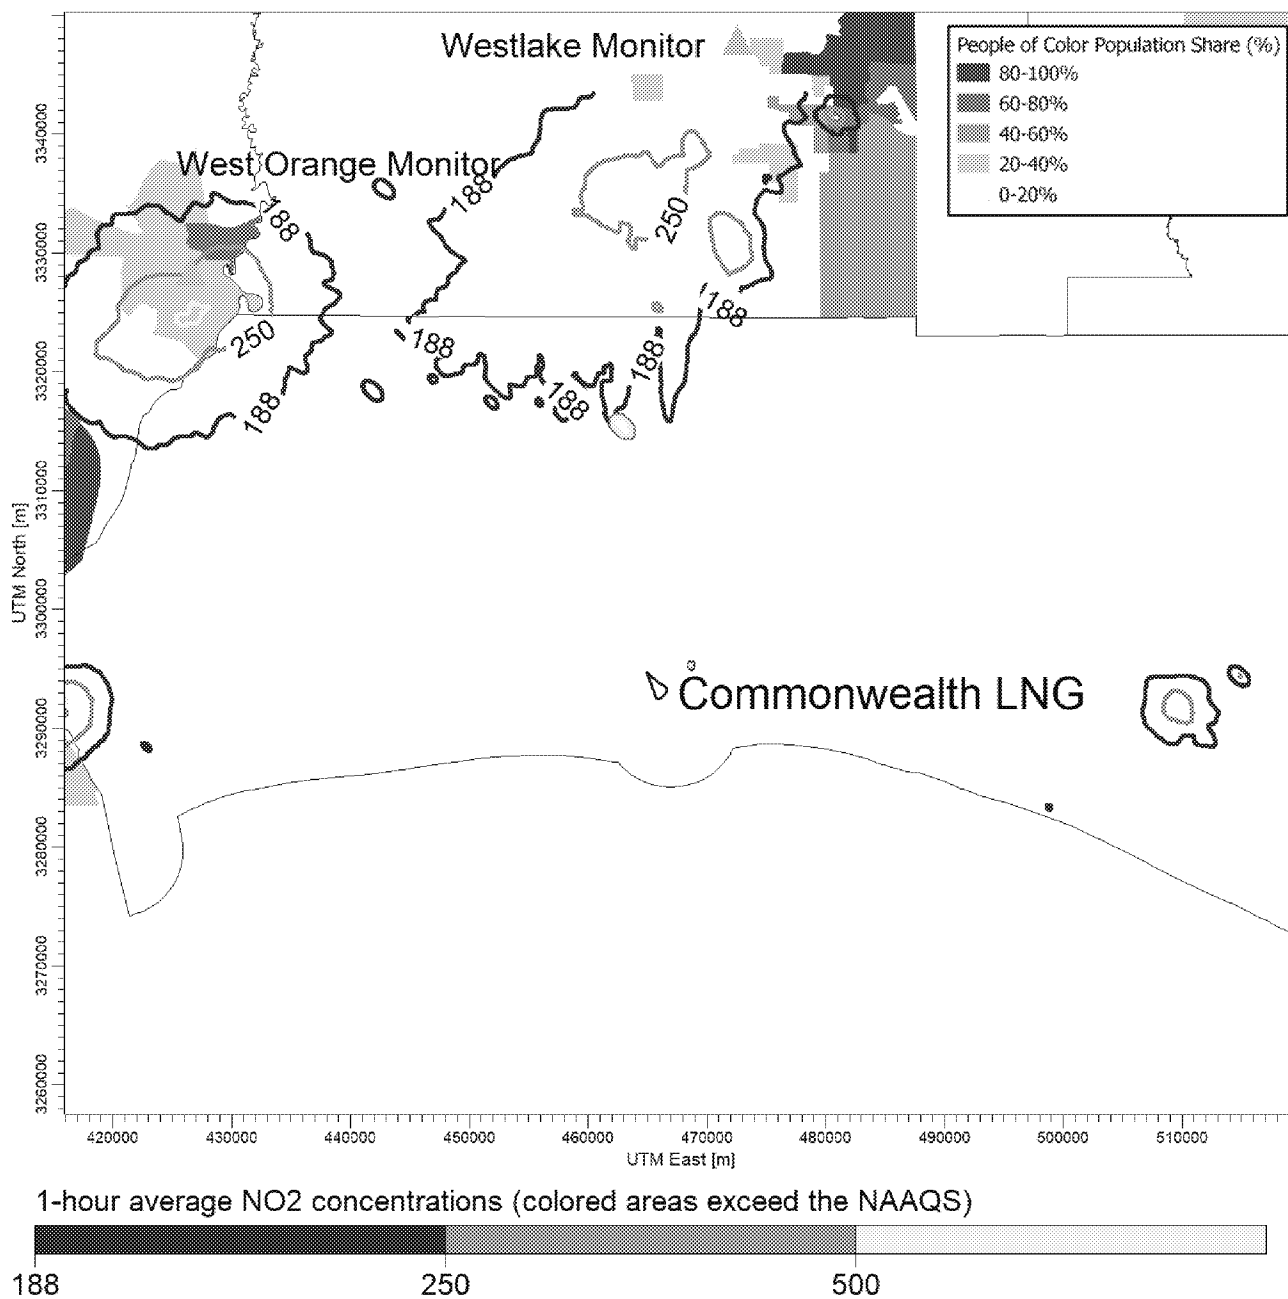 Westlake Monitor
People of Color Population Share (%)
80-100%
60-80%
40-60%
20-40%
0-20%
West Orange Monitor
188
188
250
188
250
188
188
188
188
Commonwealth LNG
UTM North [m]
3340000
3330000
3320000
3310000
3300000
3290000
3280000
3270000
3260000
420000 430000 440000 450000 460000 470000 480000 490000 500000 510000
UTM East [m]
1-hour average NO2 concentrations (colored areas exceed the NAAQS)
188 250 500